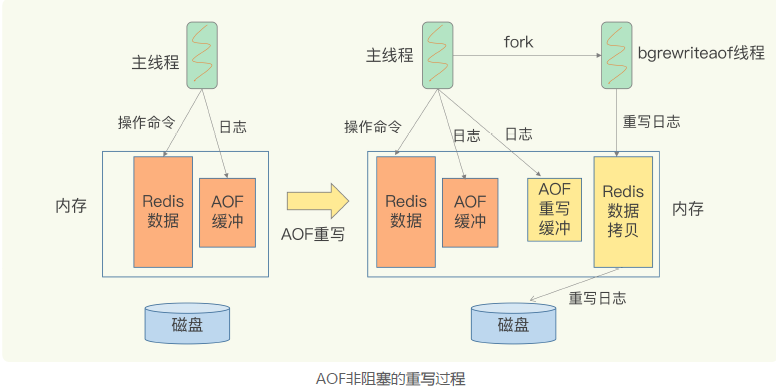 主线程
操作命令
日志
内存
Redis
数据
AOF
缓冲
磁盘
AOF重写
主线程
fork
bgrewriteaof线程
操作命令
日志
日志
重写日志
Redis
数据
AOF
缓冲
AOF
重写
缓冲
Redis
数据
拷贝
内存
重写日志
磁盘
AOF非阻塞的重写过程